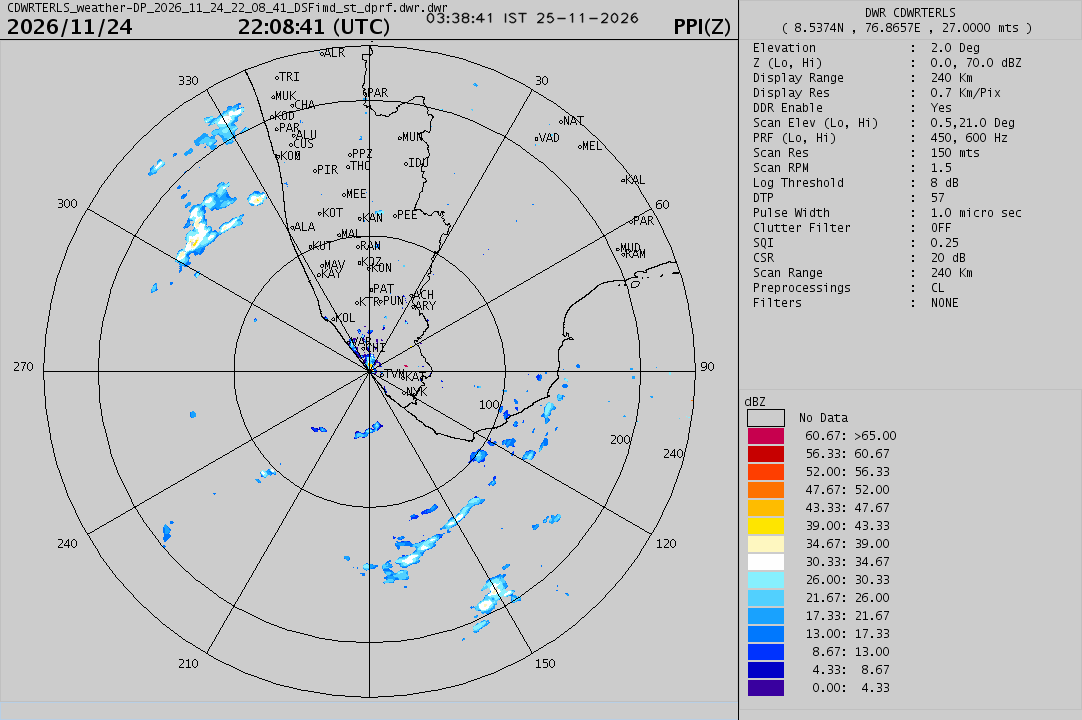 CDWRTERLS_weather-DP_2026_11_24_22_08_41_DSFimd_st_dprf.dwr.dwr
03:38:41 IST 25-11-2026
2026/11/24 22:08:41 (UTC) PPI(Z)
DWR CDWRTERLS
( 8.5374N , 76.8657E , 27.0000 mts )
Elevation : 2.0 Deg
Z (Lo, Hi) : 0.0, 70.0 dBZ
Display Range : 240 Km
Display Res : 0.7 Km/Pix
DDR Enable : Yes
Scan Elev (Lo, Hi) : 0.5,21.0 Deg
PRF (Lo, Hi) : 450, 600 Hz
Scan Res : 150 mts
Scan RPM : 1.5
Log Threshold : 8 dB
DTP : 57
Pulse Width : 1.0 micro sec
Clutter Filter : OFF
SQI : 0.25
CSR : 20 dB
Scan Range : 240 Km
Preprocessings : CL
Filters : NONE
ALR
TRI
330
30
MUK
PAR
CHA
KOD
NAT
PAR
ALU
MUN
VAD
CUS
MEL
KOM
PPZ
THO
IDU
PIR
KAL
MEE
300
60
KOT
KAN
PEE
PAR
ALA
MAL
KUT
RAN
MUD
RAM
MAV
KOZ
KON
KAY
PAT
KTR
PUN
ACH
ARY
KOL
VAR
270
90
TVM
KAT
NYK
100
200
240
240
120
210
150
dBZ
No Data
60.67: >65.00
56.33: 60.67
52.00: 56.33
47.67: 52.00
43.33: 47.67
39.00: 43.33
34.67: 39.00
30.33: 34.67
26.00: 30.33
21.67: 26.00
17.33: 21.67
13.00: 17.33
8.67: 13.00
4.33: 8.67
0.00: 4.33